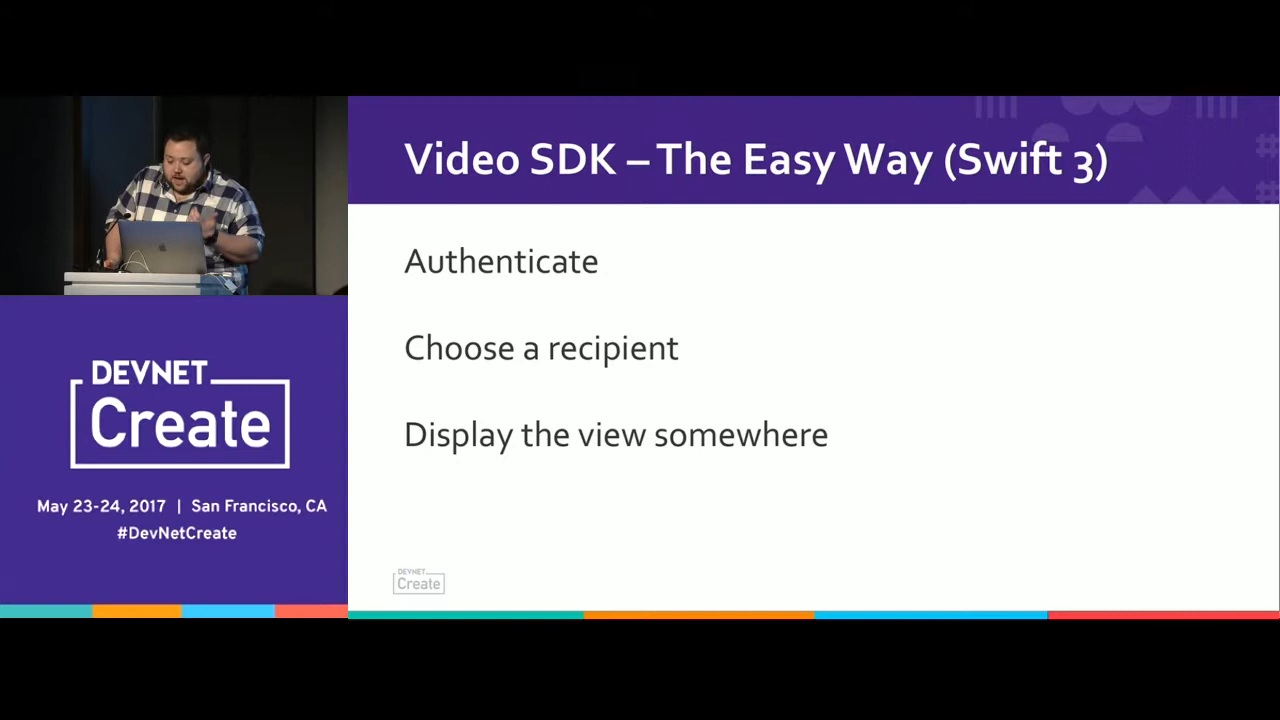 Video SDK – The Easy Way (Swift 3)
Authenticate
Choose a recipient
Display the view somewhere
DEVNET
Create
May 23-24, 2017 | San Francisco, CA
#DevNetCreate
DEVNET
Create